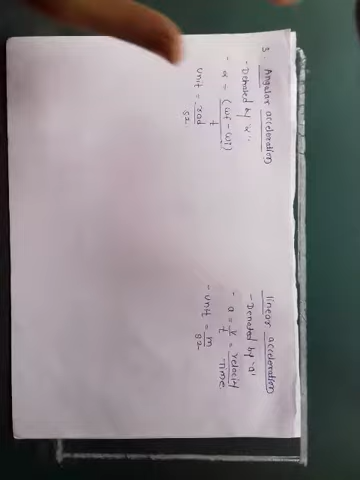 3. Angular acceleration
- Denoted by α.
- α = (ωf - ωi) / t
unit = rad / s2.
linear acceleration
- Denoted by 'a'
- a = v / t = velocity / Time
- unit = m / s2